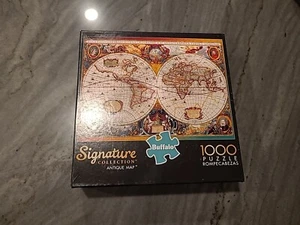 Signature
COLLECTION
ANTIQUE MAP
Buffalo
1000
PUZZLE
ROMPECABEZAS